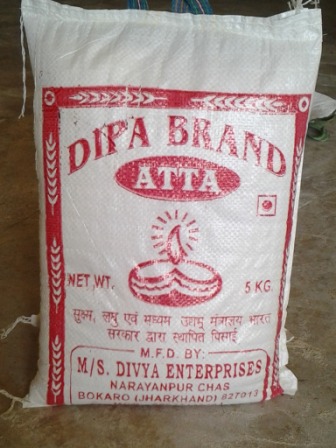 DIPA BRAND
ATTA
NET WT. 5 KG.
सुक्ष्म, लघु एवं मध्यम उद्यम मंत्रालय भारत
सरकार द्वारा स्थापित पिसाई
M.F.D. BY:
M/S. DIVYA ENTERPRISES
NARAYANPUR CHAS
BOKARO (JHARKHAND) 827013